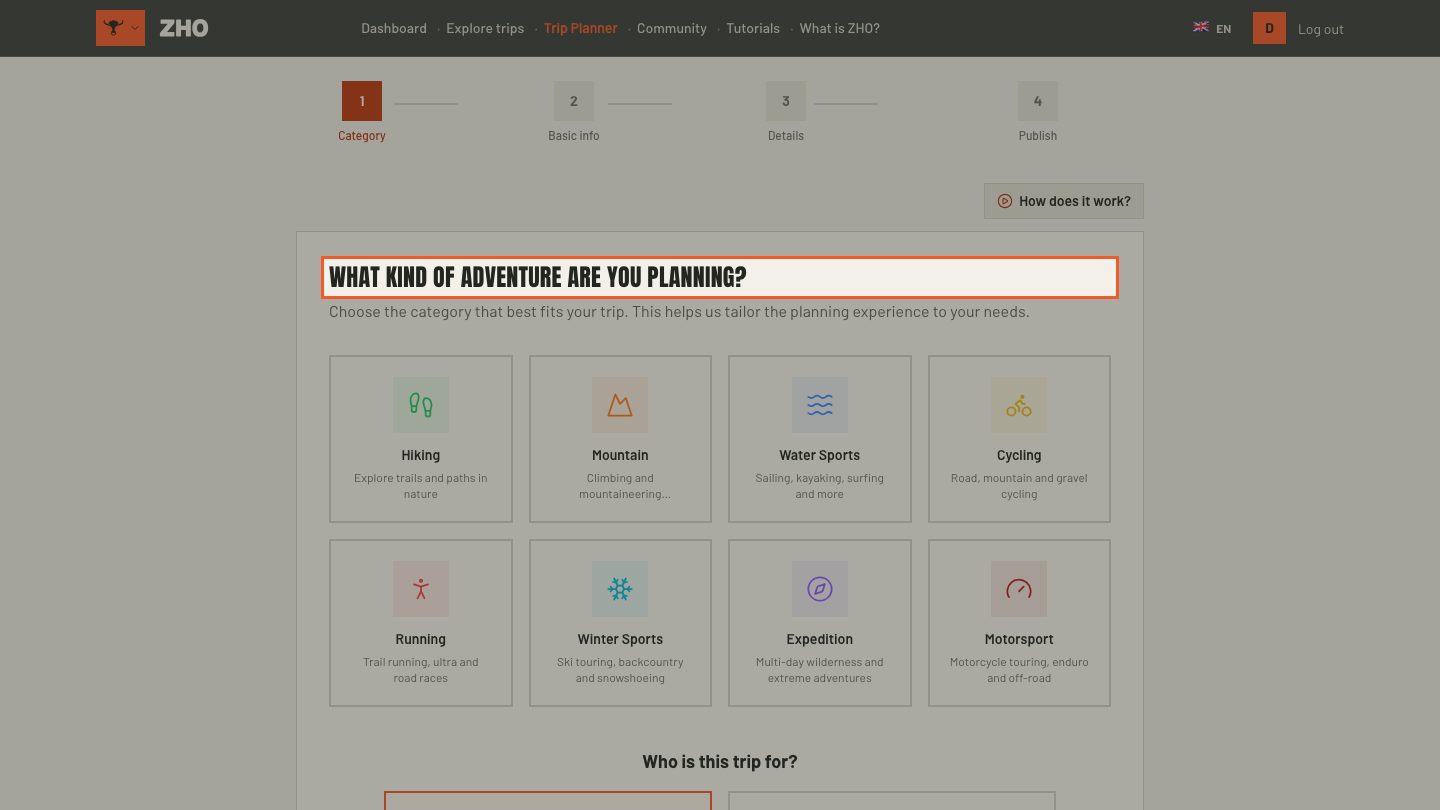 ZHO
Dashboard · Explore trips · Trip Planner · Community · Tutorials · What is ZHO?
EN
D
Log out
1
2
3
4
Category
Basic info
Details
Publish
How does it work?
WHAT KIND OF ADVENTURE ARE YOU PLANNING?
Choose the category that best fits your trip. This helps us tailor the planning experience to your needs.
Hiking
Explore trails and paths in
nature
Mountain
Climbing and
mountaineering...
Water Sports
Sailing, kayaking, surfing
and more
Cycling
Road, mountain and gravel
cycling
Running
Trail running, ultra and
road races
Winter Sports
Ski touring, backcountry
and snowshoeing
Expedition
Multi-day wilderness and
extreme adventures
Motorsport
Motorcycle touring, enduro
and off-road
Who is this trip for?